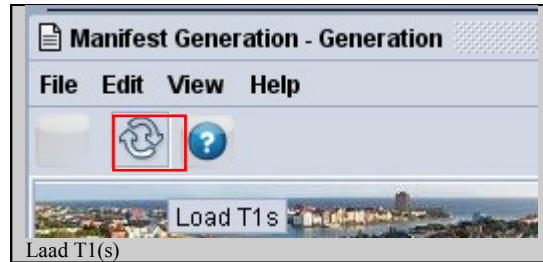 Manifest Generation - Generation
File Edit View Help
?
Load T1s
Laad T1(s)